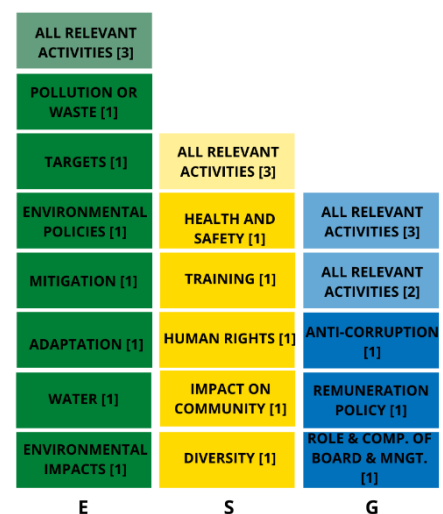 ALL RELEVANT
ACTIVITIES [3]
POLLUTION OR
WASTE [1]
TARGETS [1]
ENVIRONMENTAL
POLICIES [1]
MITIGATION [1]
ADAPTATION [1]
WATER [1]
ENVIRONMENTAL
IMPACTS [1]
E
ALL RELEVANT
ACTIVITIES [3]
HEALTH AND
SAFETY [1]
TRAINING [1]
HUMAN RIGHTS [1]
IMPACT ON
COMMUNITY [1]
DIVERSITY [1]
S
ALL RELEVANT
ACTIVITIES [3]
ALL RELEVANT
ACTIVITIES [2]
ANTI-CORRUPTION
[1]
REMUNERATION
POLICY [1]
ROLE & COMP. OF
BOARD & MNGT.
[1]
G